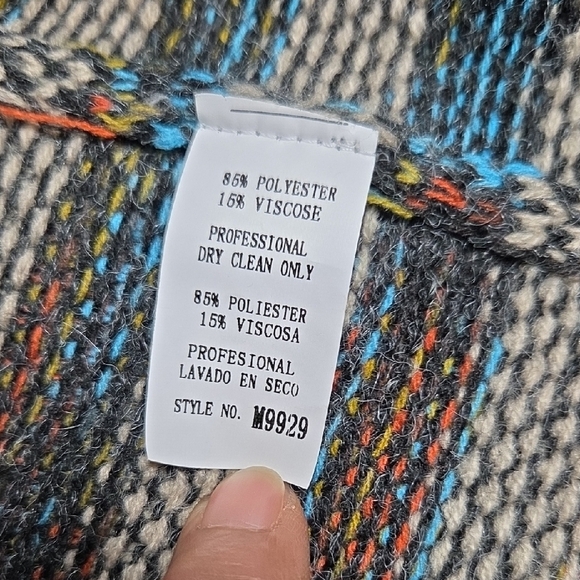 85% POLYESTER
15% VISCOSE
PROFESSIONAL
DRY CLEAN ONLY
85% POLIESTER
15% VISCOSA
PROFESIONAL
LAVADO EN SECO
STYLE NO. M9929